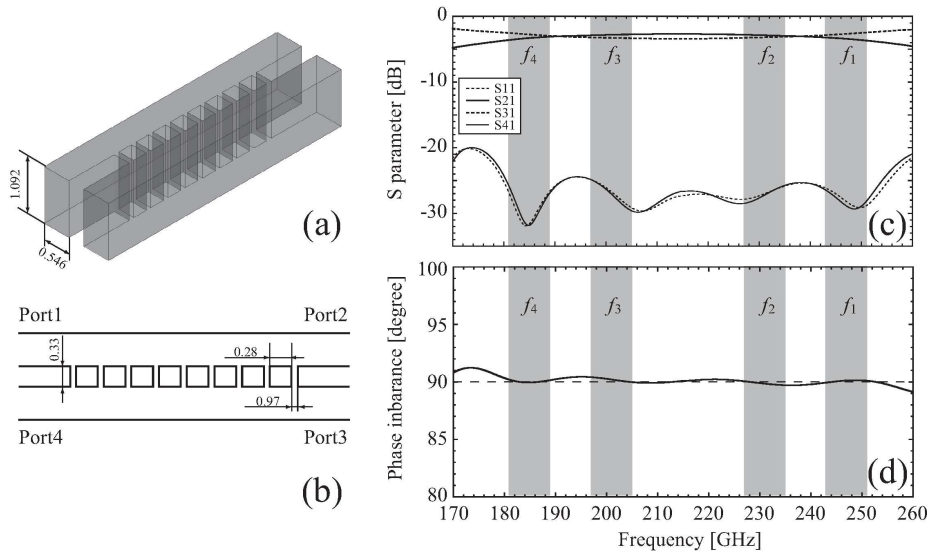 (a)
1.092
0.546
Port1
Port2
0.33
0.28
0.97
Port4
Port3
(b)
S parameter [dB]
0
-10
-20
-30
f4
f3
f2
f1
S11
S21
S31
S41
(c)
Phase inbarance [degree]
100
95
90
85
80
f4
f3
f2
f1
(d)
170 180 190 200 210 220 230 240 250 260
Frequency [GHz]